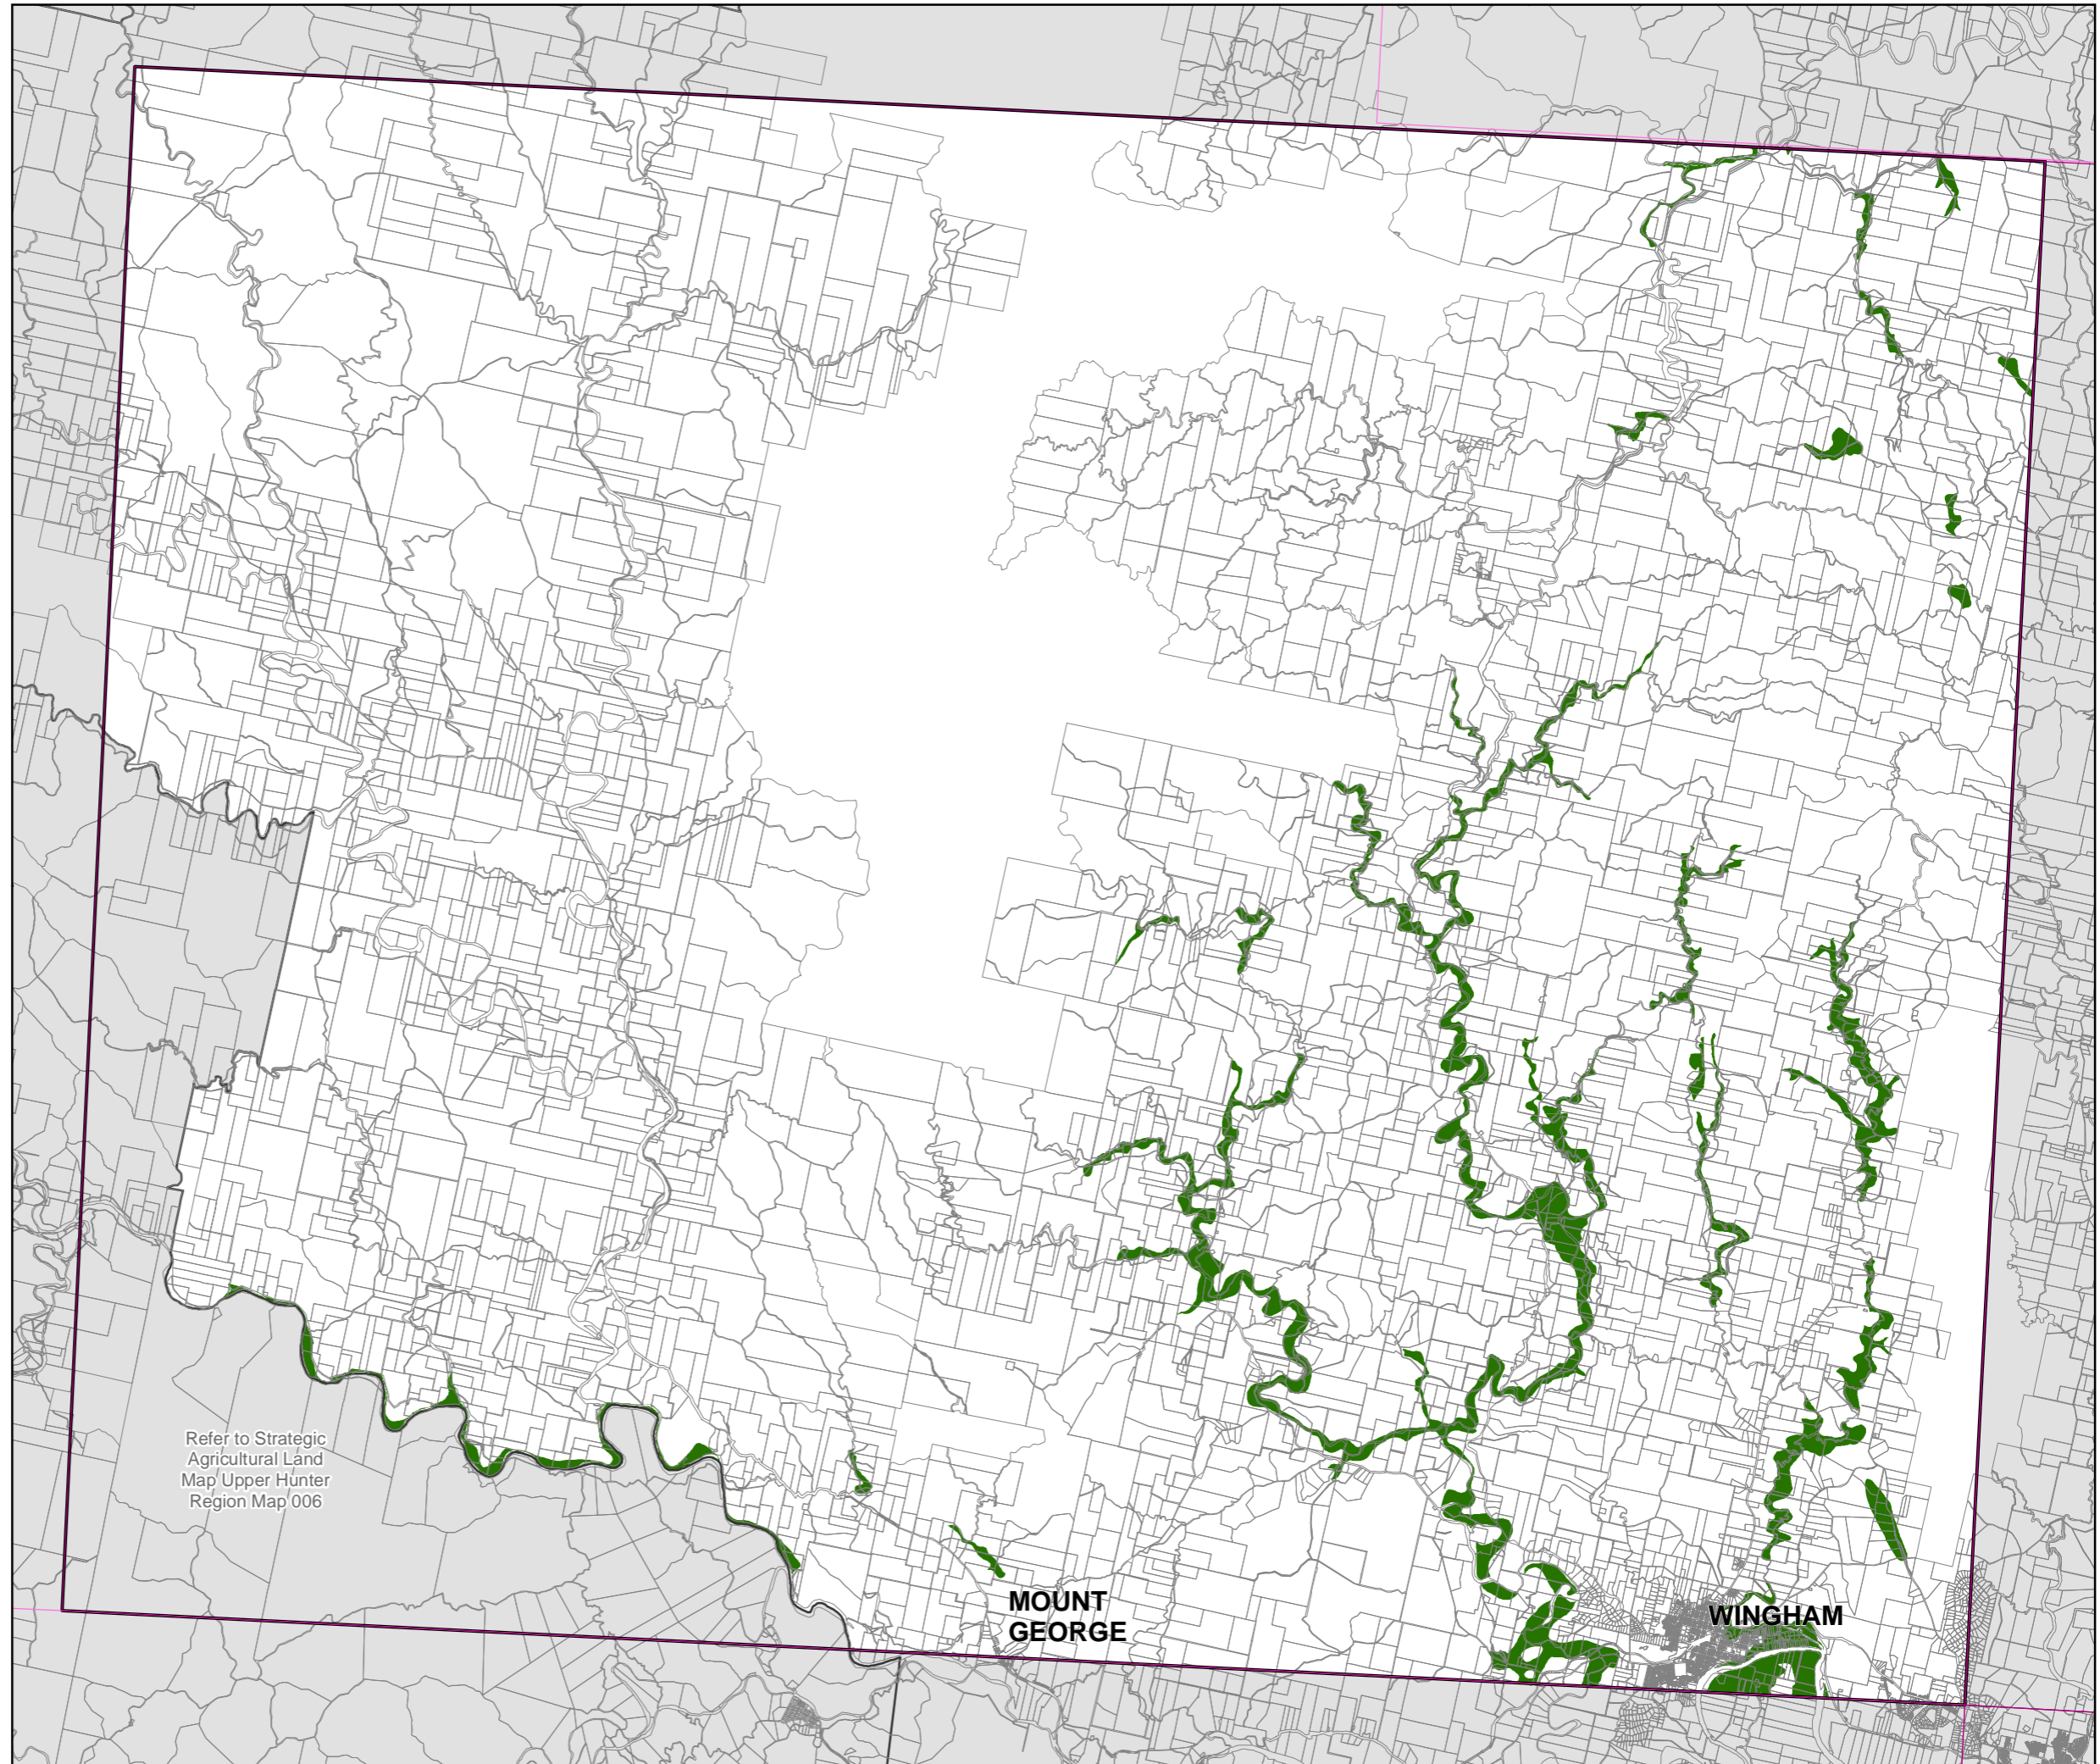 Refer to Strategic
Agricultural Land
Map Upper Hunter
Region Map 006
MOUNT
GEORGE
WINGHAM